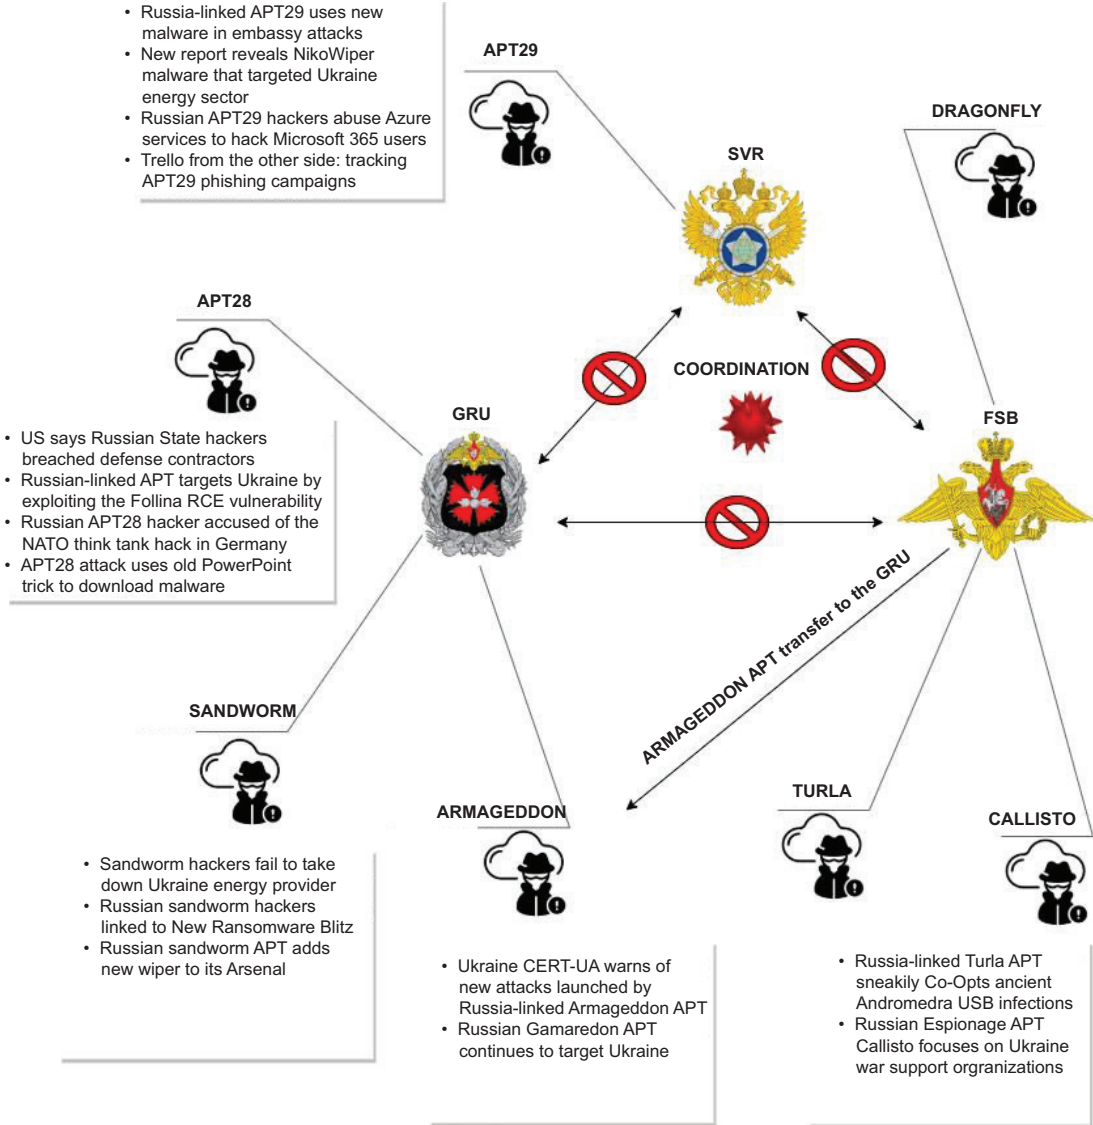 • Russia-linked APT29 uses new
malware in embassy attacks
• New report reveals NikoWiper
malware that targeted Ukraine
energy sector
• Russian APT29 hackers abuse Azure
services to hack Microsoft 365 users
• Trello from the other side: tracking
APT29 phishing campaigns
APT29
SVR
DRAGONFLY
APT28
COORDINATION
GRU
FSB
• US says Russian State hackers
breached defense contractors
• Russian-linked APT targets Ukraine by
exploiting the Follina RCE vulnerability
• Russian APT28 hacker accused of the
NATO think tank hack in Germany
• APT28 attack uses old PowerPoint
trick to download malware
ARMAGEDDON APT transfer to the GRU
SANDWORM
ARMAGEDDON
TURLA
CALLISTO
• Sandworm hackers fail to take
down Ukraine energy provider
• Russian sandworm hackers
linked to New Ransomware Blitz
• Russian sandworm APT adds
new wiper to its Arsenal
• Ukraine CERT-UA warns of
new attacks launched by
Russia-linked Armageddon APT
• Russian Gamaredon APT
continues to target Ukraine
• Russia-linked Turla APT
sneakily Co-Opts ancient
Andromedra USB infections
• Russian Espionage APT
Callisto focuses on Ukraine
war support orgranizations